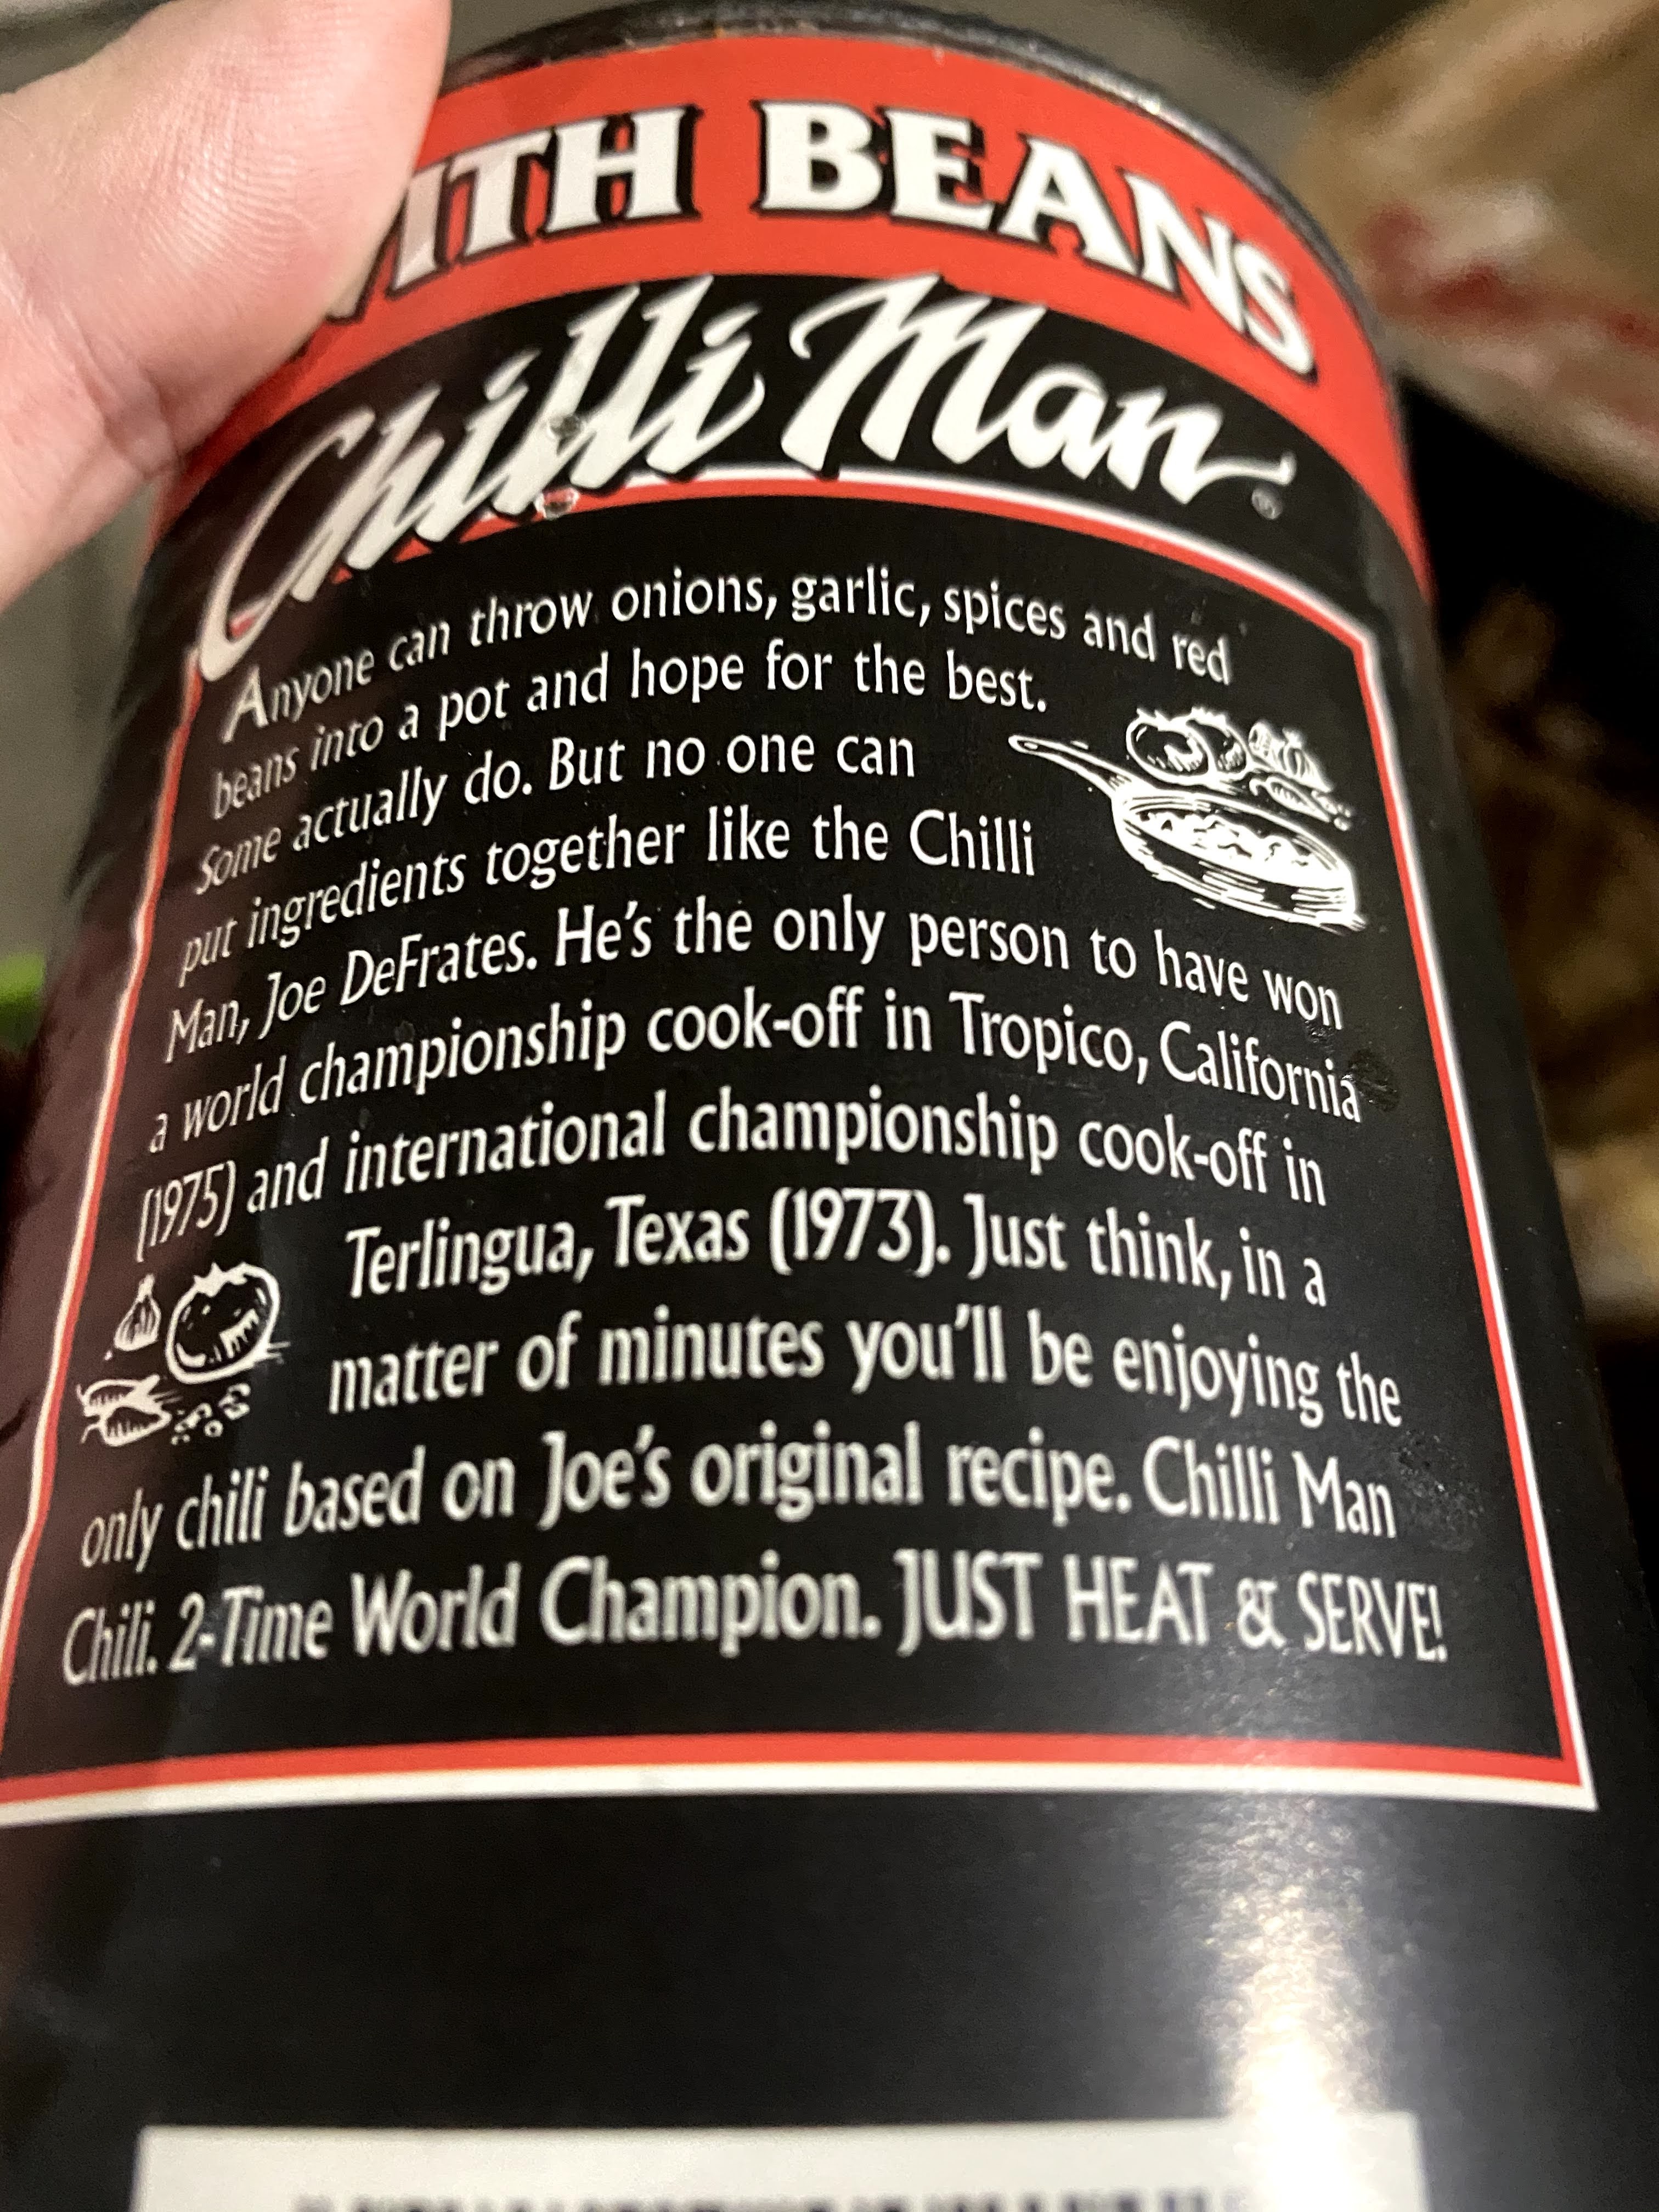 WITH BEANS
Chilli Man®
Anyone can throw onions, garlic, spices and red
beans into a pot and hope for the best.
Some actually do. But no one can
put ingredients together like the Chilli
Man, Joe DeFrates. He's the only person to have won
a world championship cook-off in Tropico, California
(1975) and international championship cook-off in
Terlingua, Texas (1973). Just think, in a
matter of minutes you'll be enjoying the
only chili based on Joe's original recipe. Chilli Man
Chili. 2-Time World Champion. JUST HEAT & SERVE!